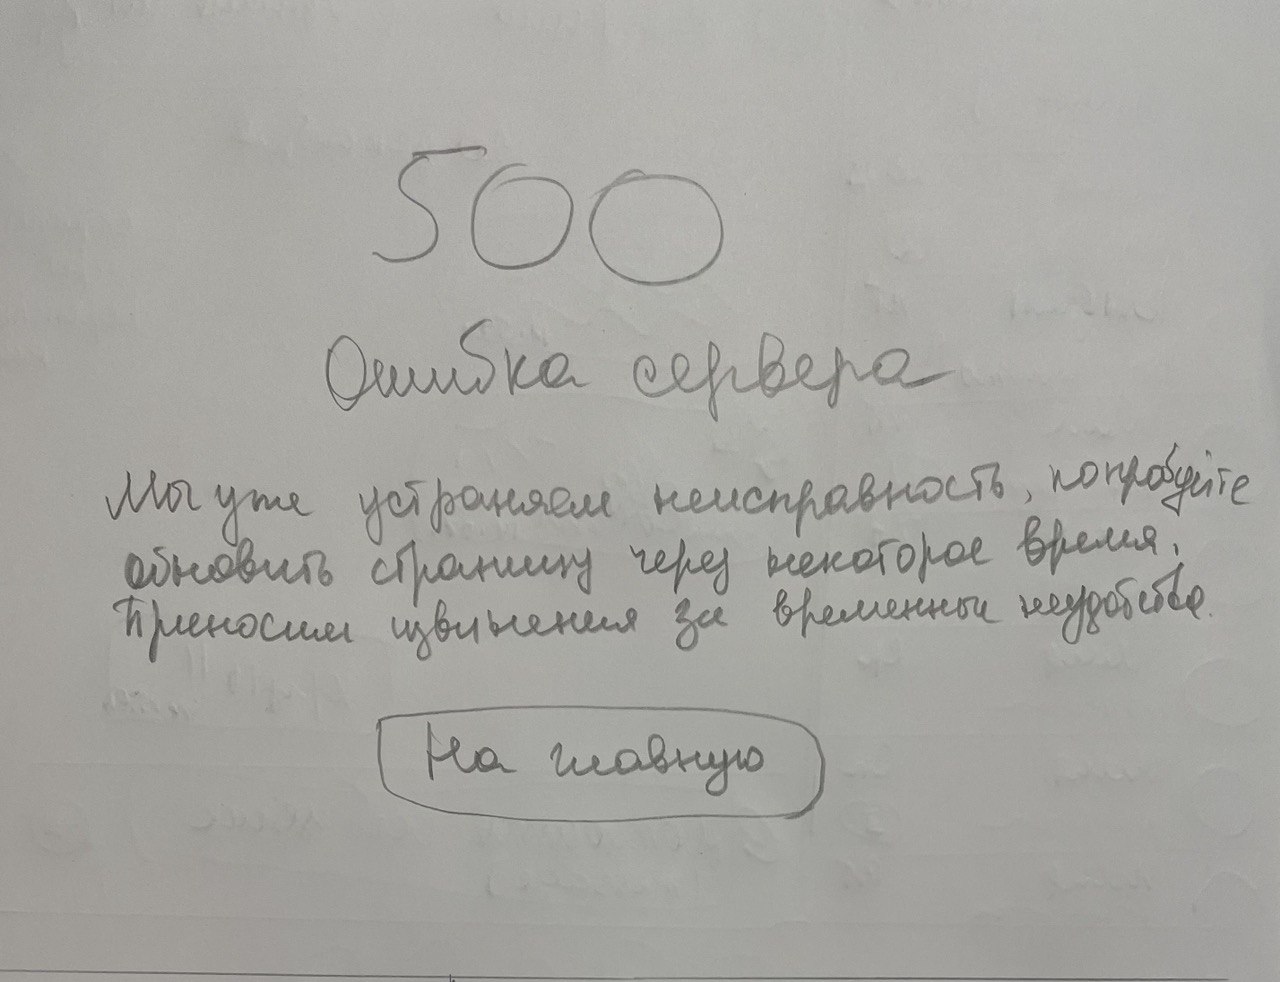 500
Ошибка сервера
Мы уже устраняем неисправность, попробуйте
обновить страницу через некоторое время.
Приносим извинения за временные неудобства.
На главную